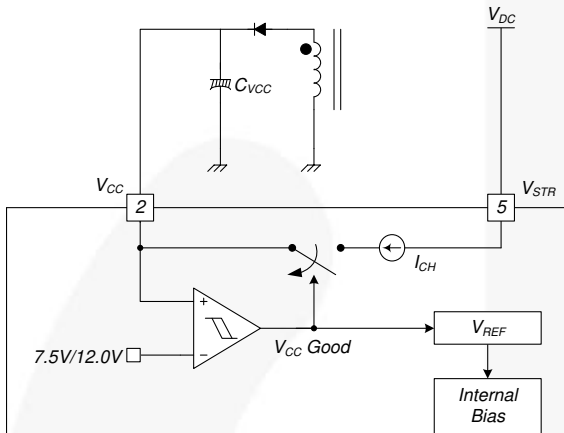 V_DC
C_VCC
V_CC
V_STR
2
5
I_CH
+
V_REF
V_CC Good
7.5V/12.0V
−
Internal
Bias